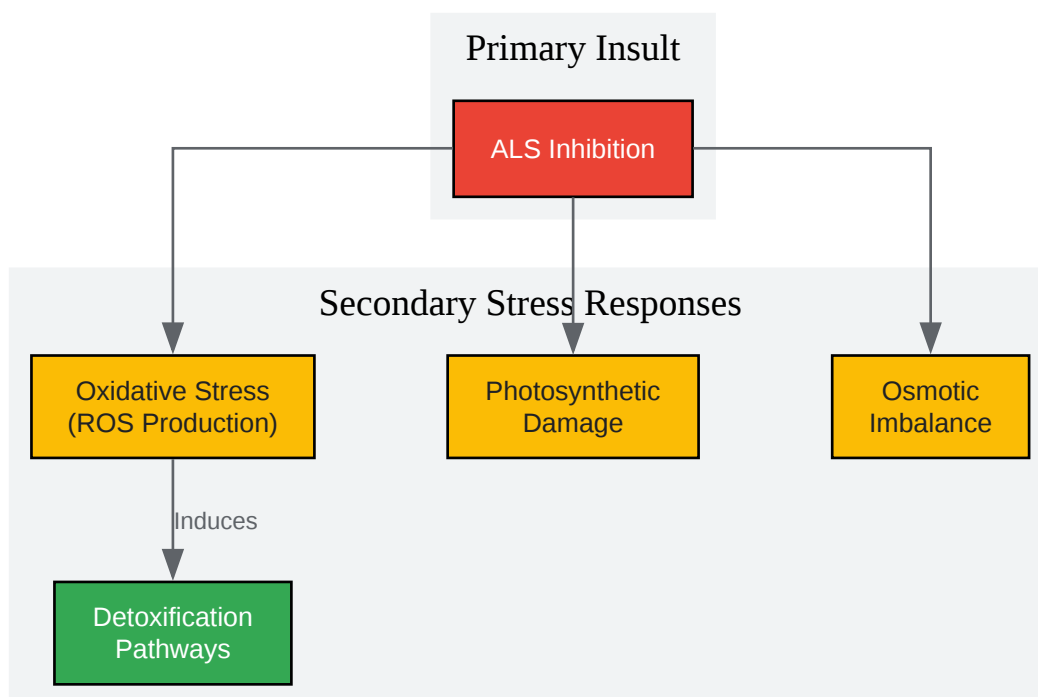 Primary Insult
ALS Inhibition
Secondary Stress Responses
Oxidative Stress
(ROS Production)
Photosynthetic
Damage
Osmotic
Imbalance
Induces
Detoxification
Pathways